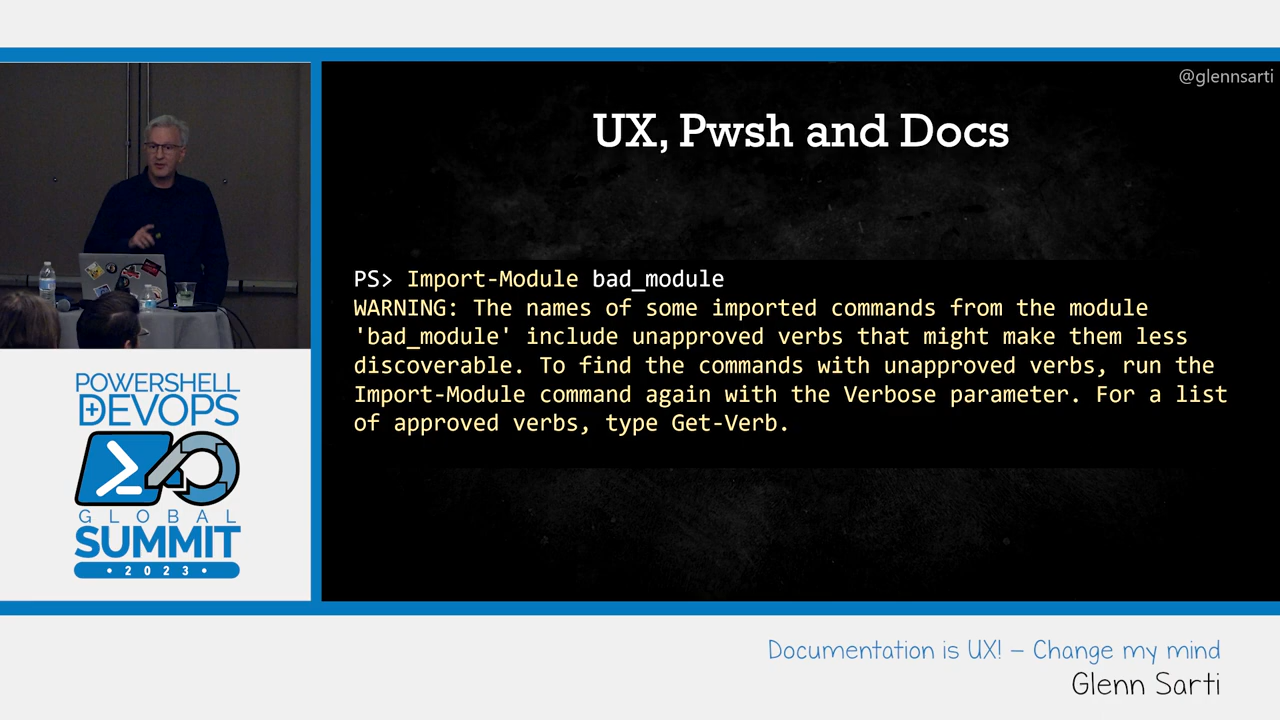 @glennsarti
UX, Pwsh and Docs
PS> Import-Module bad_module
WARNING: The names of some imported commands from the module
'bad_module' include unapproved verbs that might make them less
discoverable. To find the commands with unapproved verbs, run the
Import-Module command again with the Verbose parameter. For a list
of approved verbs, type Get-Verb.
POWERSHELL
+ DEVOPS
GLOBAL
SUMMIT
• 2023 •
Documentation is UX! – Change my mind
Glenn Sarti